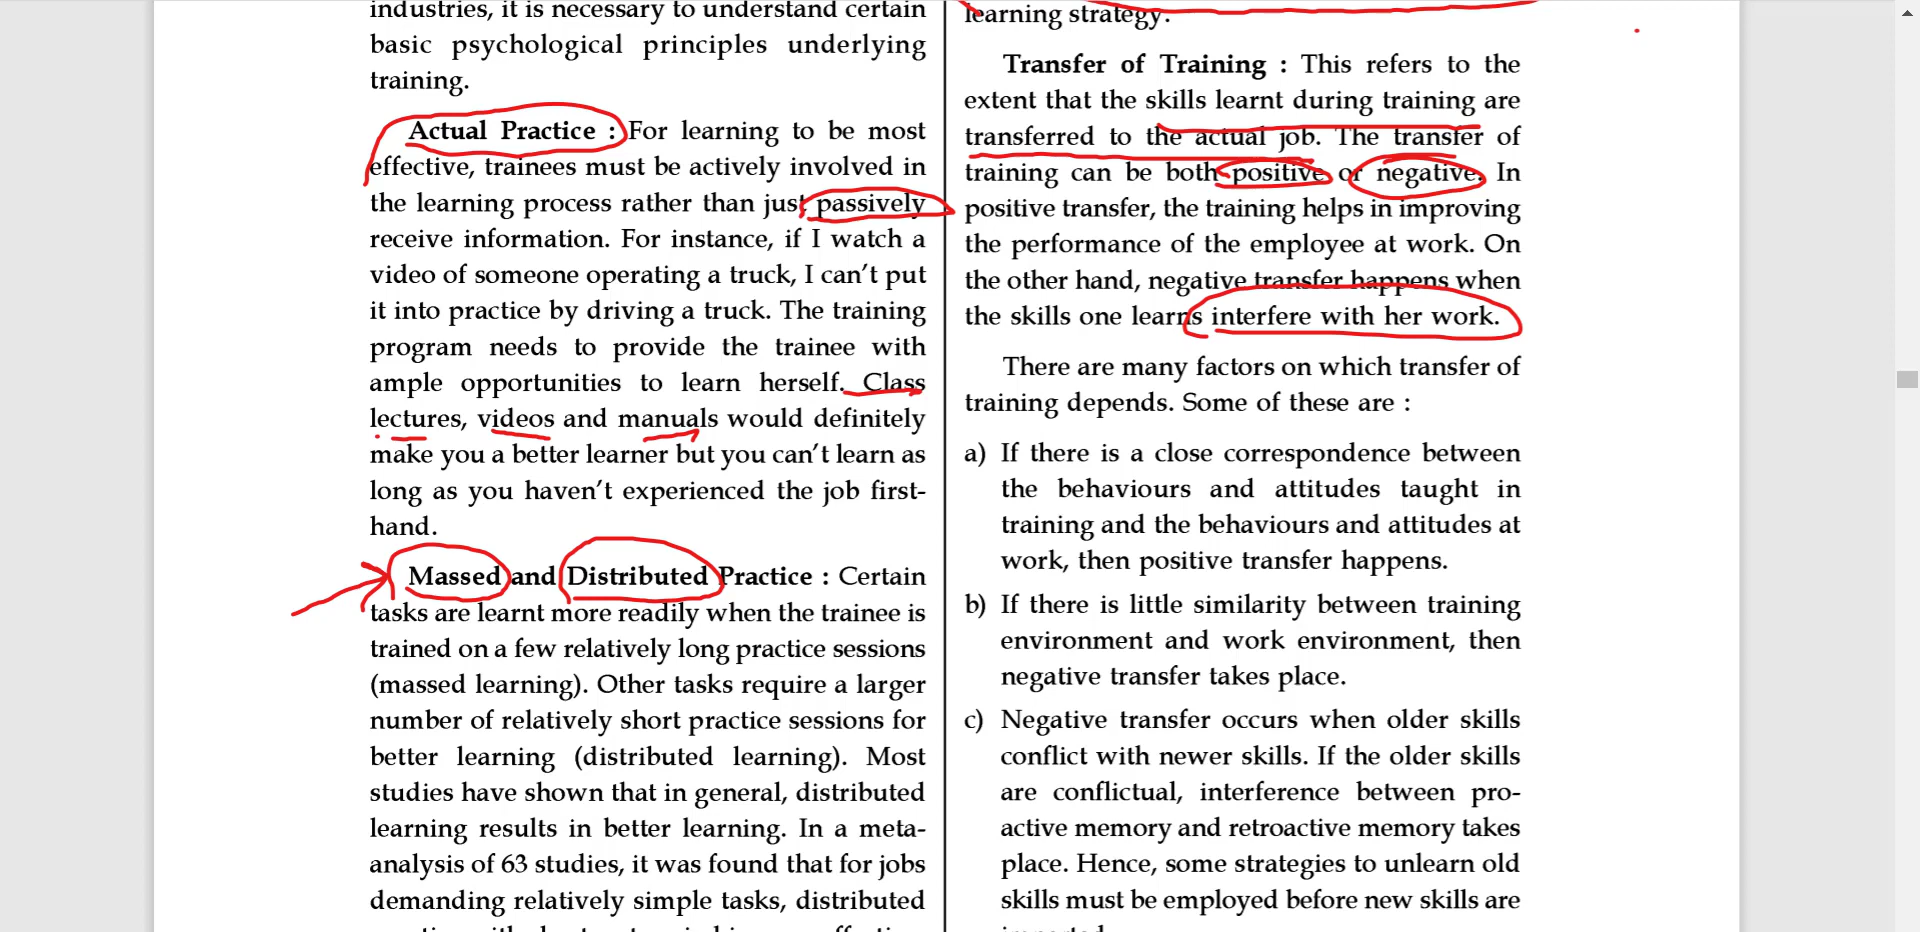 industries, it is necessary to understand certain
basic psychological principles underlying
training.
Actual Practice : For learning to be most
effective, trainees must be actively involved in
the learning process rather than just passively
receive information. For instance, if I watch a
video of someone operating a truck, I can't put
it into practice by driving a truck. The training
program needs to provide the trainee with
ample opportunities to learn herself. Class
lectures, videos and manuals would definitely
make you a better learner but you can't learn as
long as you haven't experienced the job first-
hand.
Massed and Distributed Practice : Certain
tasks are learnt more readily when the trainee is
trained on a few relatively long practice sessions
(massed learning). Other tasks require a larger
number of relatively short practice sessions for
better learning (distributed learning). Most
studies have shown that in general, distributed
learning results in better learning. In a meta-
analysis of 63 studies, it was found that for jobs
demanding relatively simple tasks, distributed
learning strategy.
Transfer of Training : This refers to the
extent that the skills learnt during training are
transferred to the actual job. The transfer of
training can be both positive or negative. In
positive transfer, the training helps in improving
the performance of the employee at work. On
the other hand, negative transfer happens when
the skills one learns interfere with her work.
There are many factors on which transfer of
training depends. Some of these are :
a) If there is a close correspondence between
the behaviours and attitudes taught in
training and the behaviours and attitudes at
work, then positive transfer happens.
b) If there is little similarity between training
environment and work environment, then
negative transfer takes place.
c) Negative transfer occurs when older skills
conflict with newer skills. If the older skills
are conflictual, interference between pro-
active memory and retroactive memory takes
place. Hence, some strategies to unlearn old
skills must be employed before new skills are